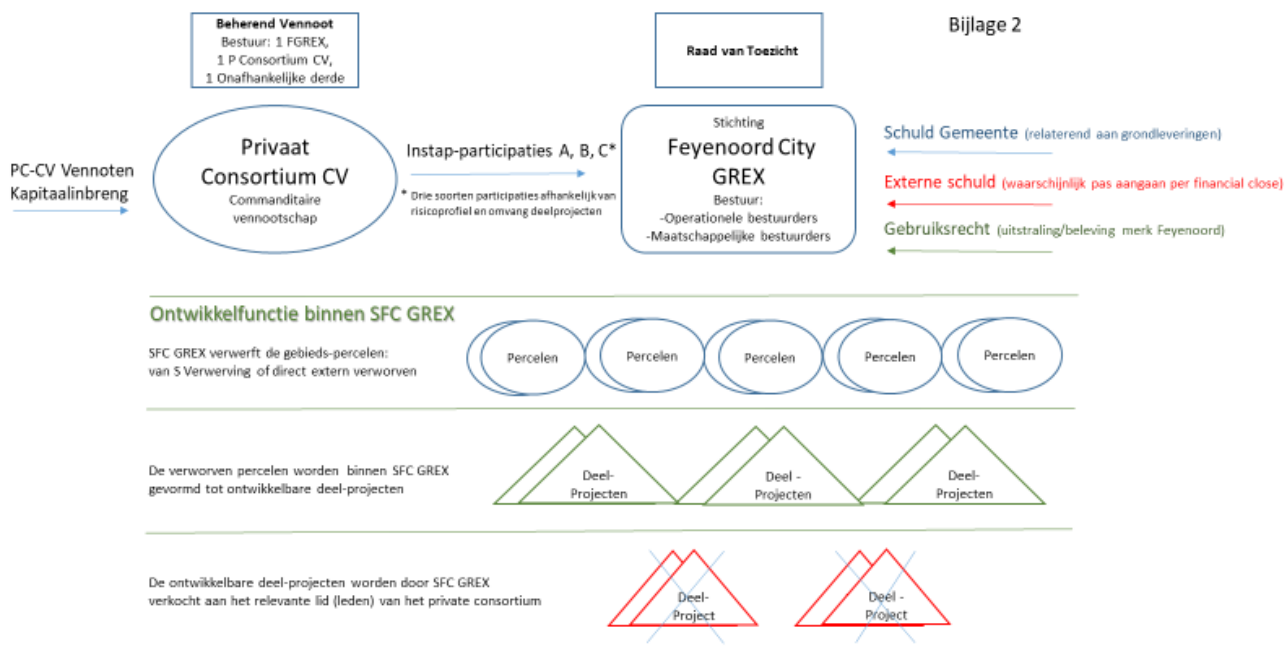 Bijlage 2
Beherend Vennoot
Bestuur: 1 FGREX,
1 P Consortium CV,
1 Onafhankelijke derde
Raad van Toezicht
PC-CV Vennoten
Kapitaalinbreng
Privaat
Consortium CV
Commanditaire
vennootschap
Instap-participaties A, B, C*
* Drie soorten participaties afhankelijk van
risicoprofiel en omvang deelprojecten
Stichting
Feyenoord City
GREX
Bestuur:
-Operationele bestuurders
-Maatschappelijke bestuurders
Schuld Gemeente (relaterend aan grondleveringen)
Externe schuld (waarschijnlijk pas aangaan per financial close)
Gebruiksrecht (uitstraling/beleving merk Feyenoord)
Ontwikkelfunctie binnen SFC GREX
SFC GREX verwerft de gebieds-percelen:
van S Verwerving of direct extern verworven
Percelen
Percelen
Percelen
Percelen
Percelen
De verworven percelen worden binnen SFC GREX
gevormd tot ontwikkelbare deel-projecten
Deel-
Projecten
Deel -
Projecten
Deel-
Projecten
De ontwikkelbare deel-projecten worden door SFC GREX
verkocht aan het relevante lid (leden) van het private consortium
Deel-
Project
Deel -
Project